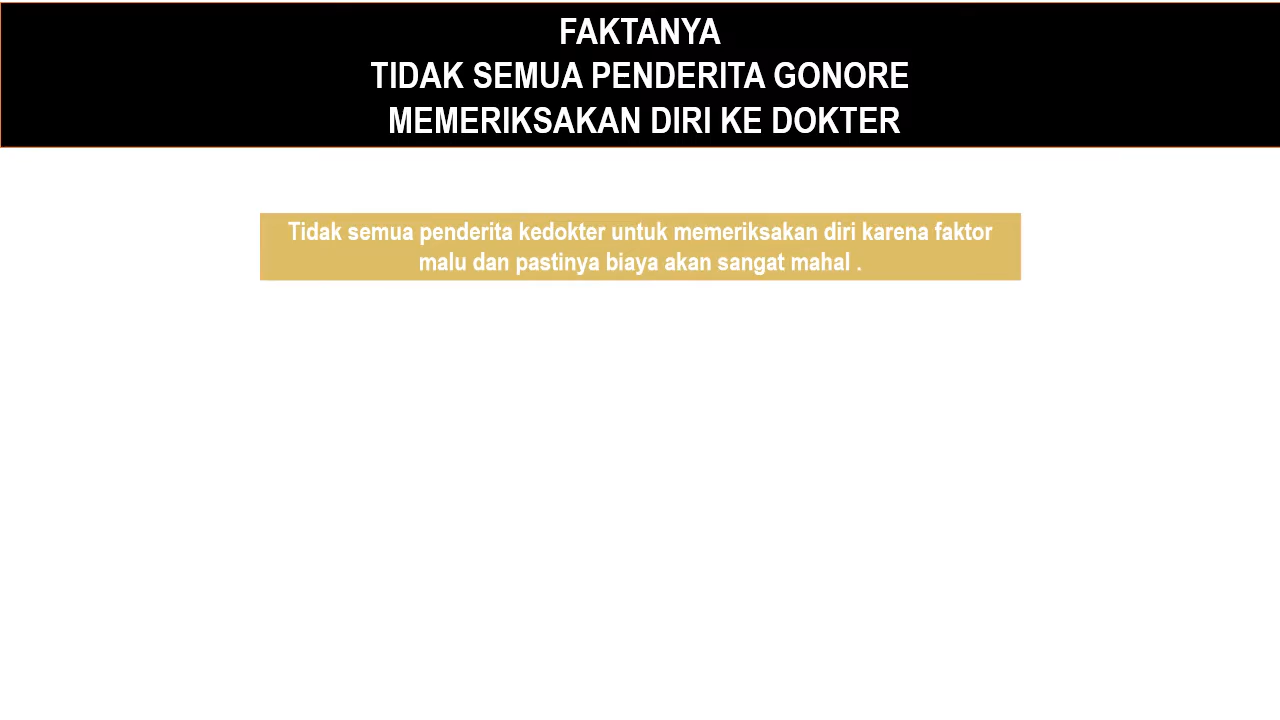 FAKTANYA
TIDAK SEMUA PENDERITA GONORE
MEMERIKSAKAN DIRI KE DOKTER
Tidak semua penderita kedokter untuk memeriksakan diri karena faktor
malu dan pastinya biaya akan sangat mahal .